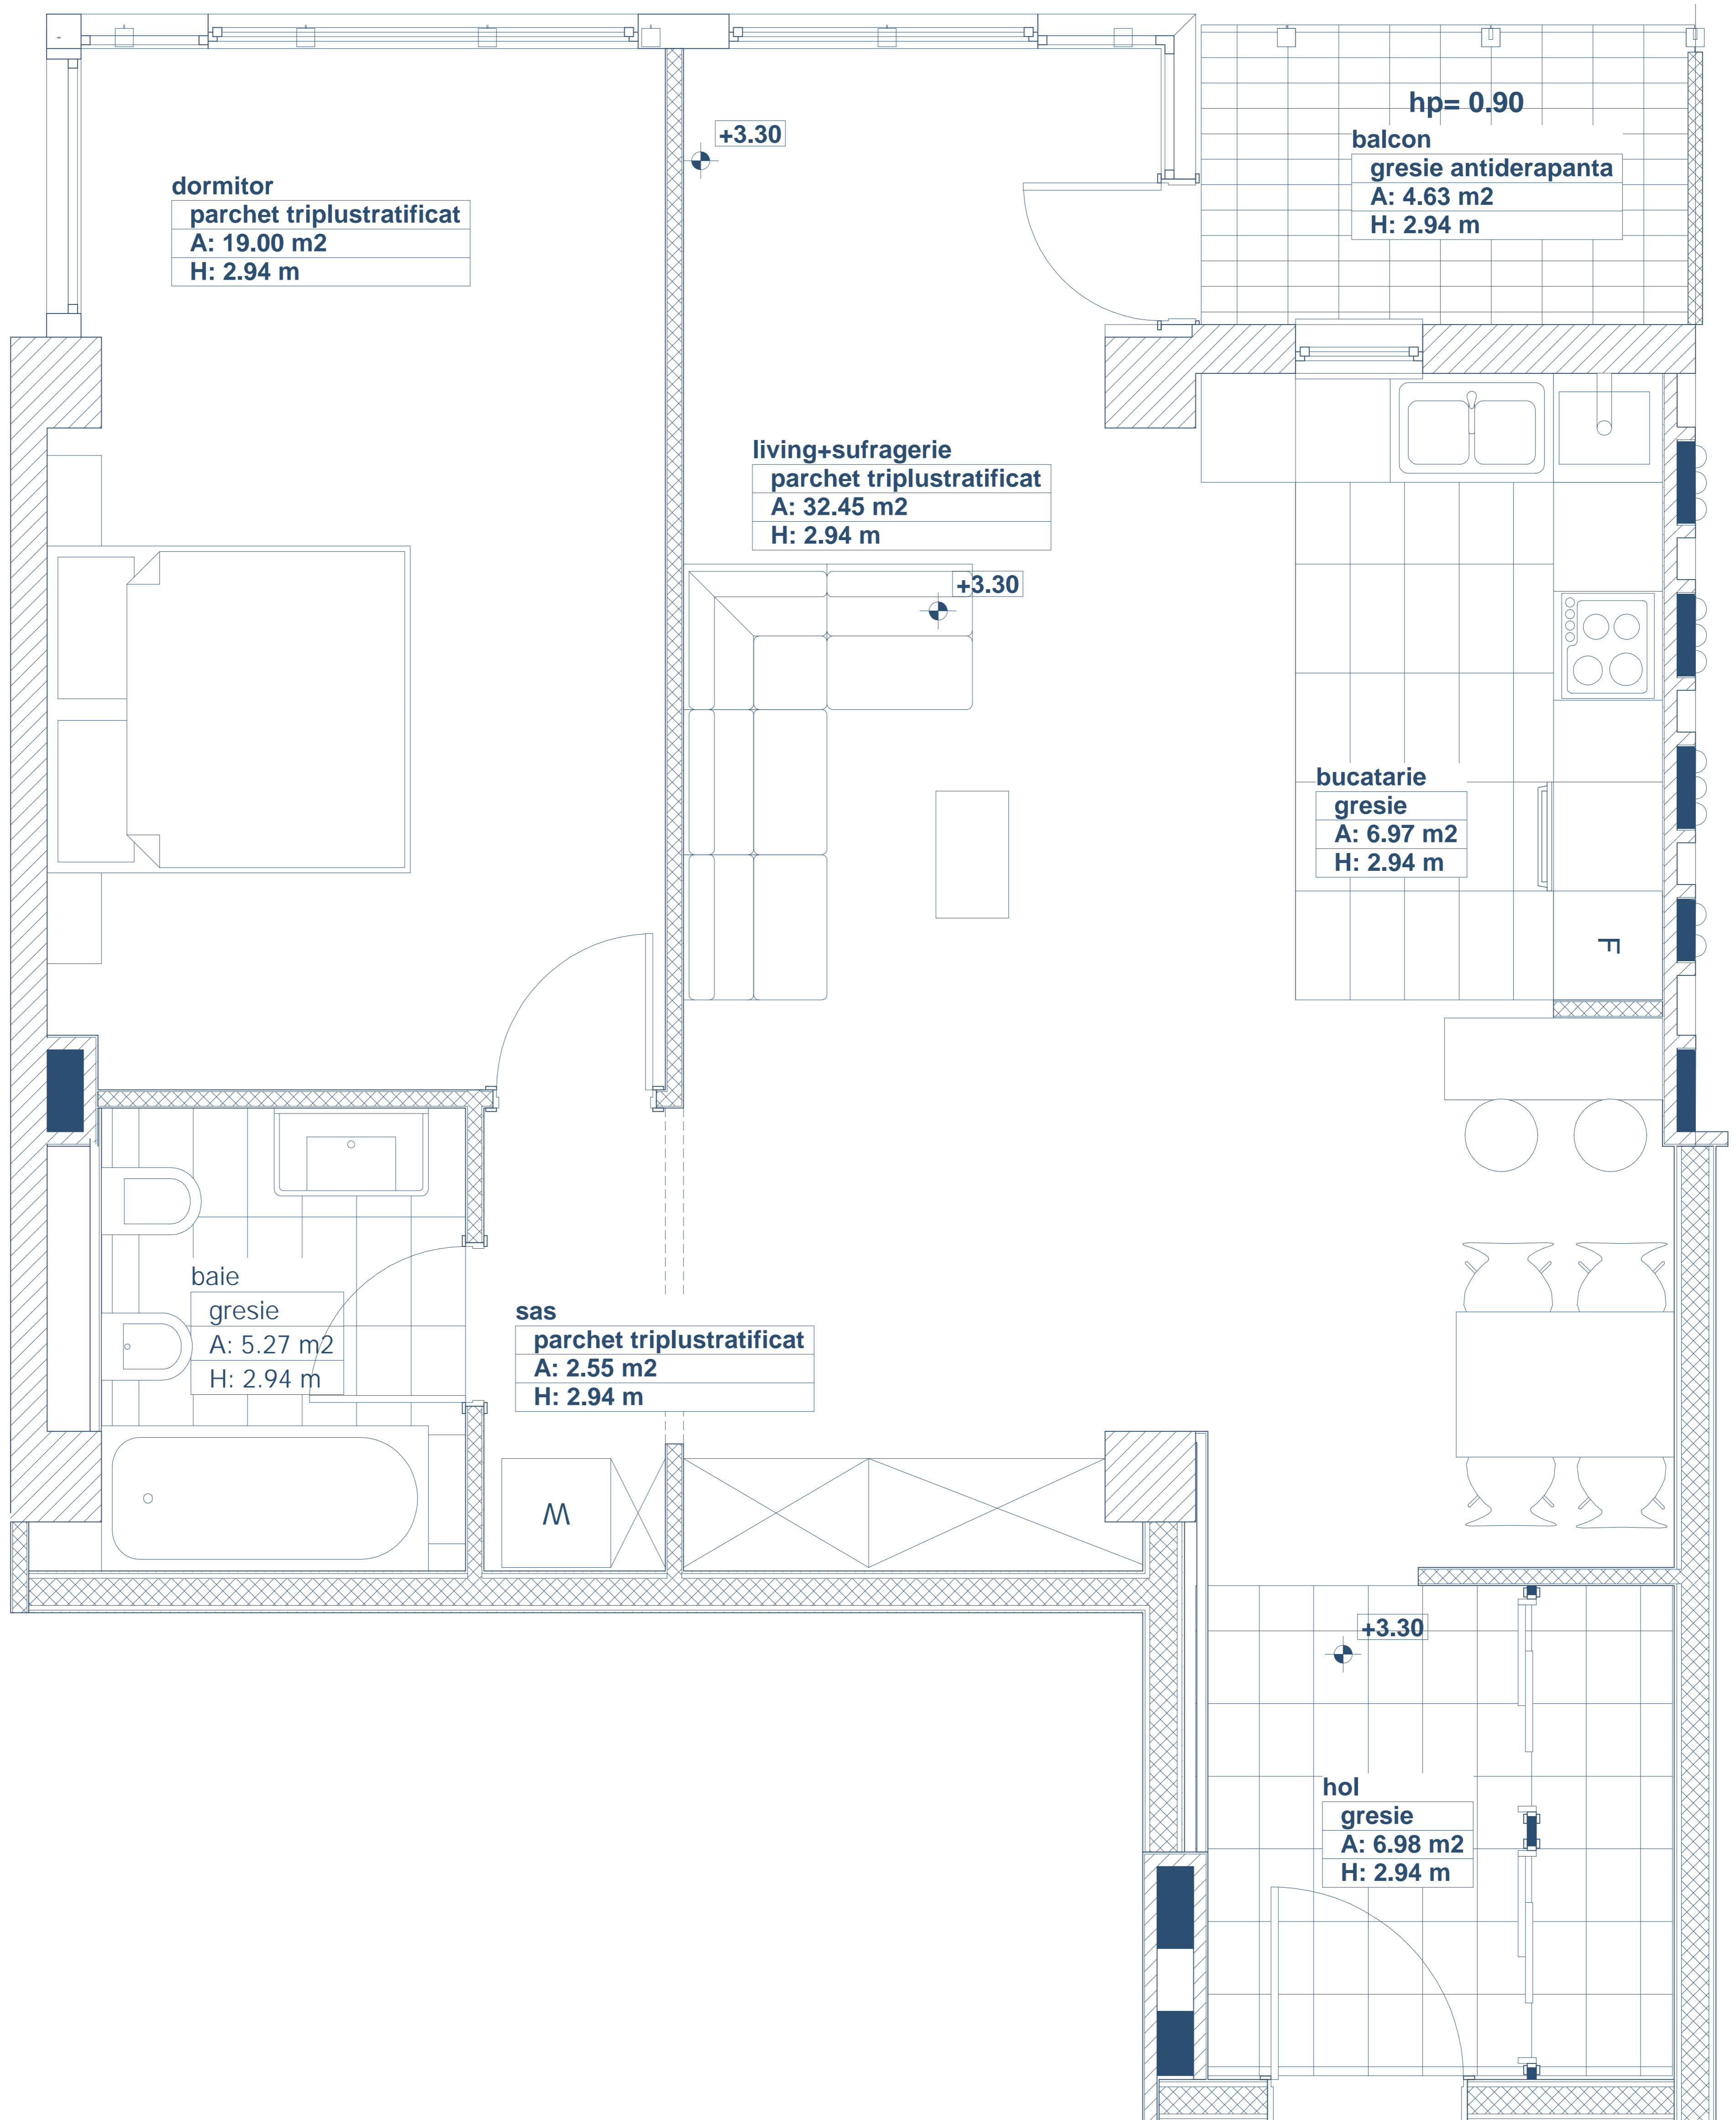 hp= 0.90
balcon
gresie antiderapanta
A: 4.63 m2
H: 2.94 m
+3.30
dormitor
parchet triplustratificat
A: 19.00 m2
H: 2.94 m
living+sufragerie
parchet triplustratificat
A: 32.45 m2
H: 2.94 m
+3.30
bucatarie
gresie
A: 6.97 m2
H: 2.94 m
F
baie
gresie
A: 5.27 m2
H: 2.94 m
sas
parchet triplustratificat
A: 2.55 m2
H: 2.94 m
W
+3.30
hol
gresie
A: 6.98 m2
H: 2.94 m